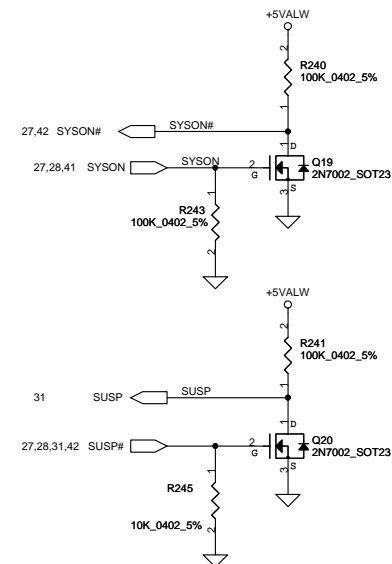 +5VALW
2
R240
100K_0402_5%
1
27,42 SYSON# SYSON#
1 D
Q19
27,28,41 SYSON SYSON 2 G
2N7002_SOT23
3 S
1
R243
100K_0402_5%
2
+5VALW
2
R241
100K_0402_5%
1
31 SUSP SUSP
1 D
Q20
27,28,31,42 SUSP# 2 G
2N7002_SOT23
3 S
1
R245
10K_0402_5%
2